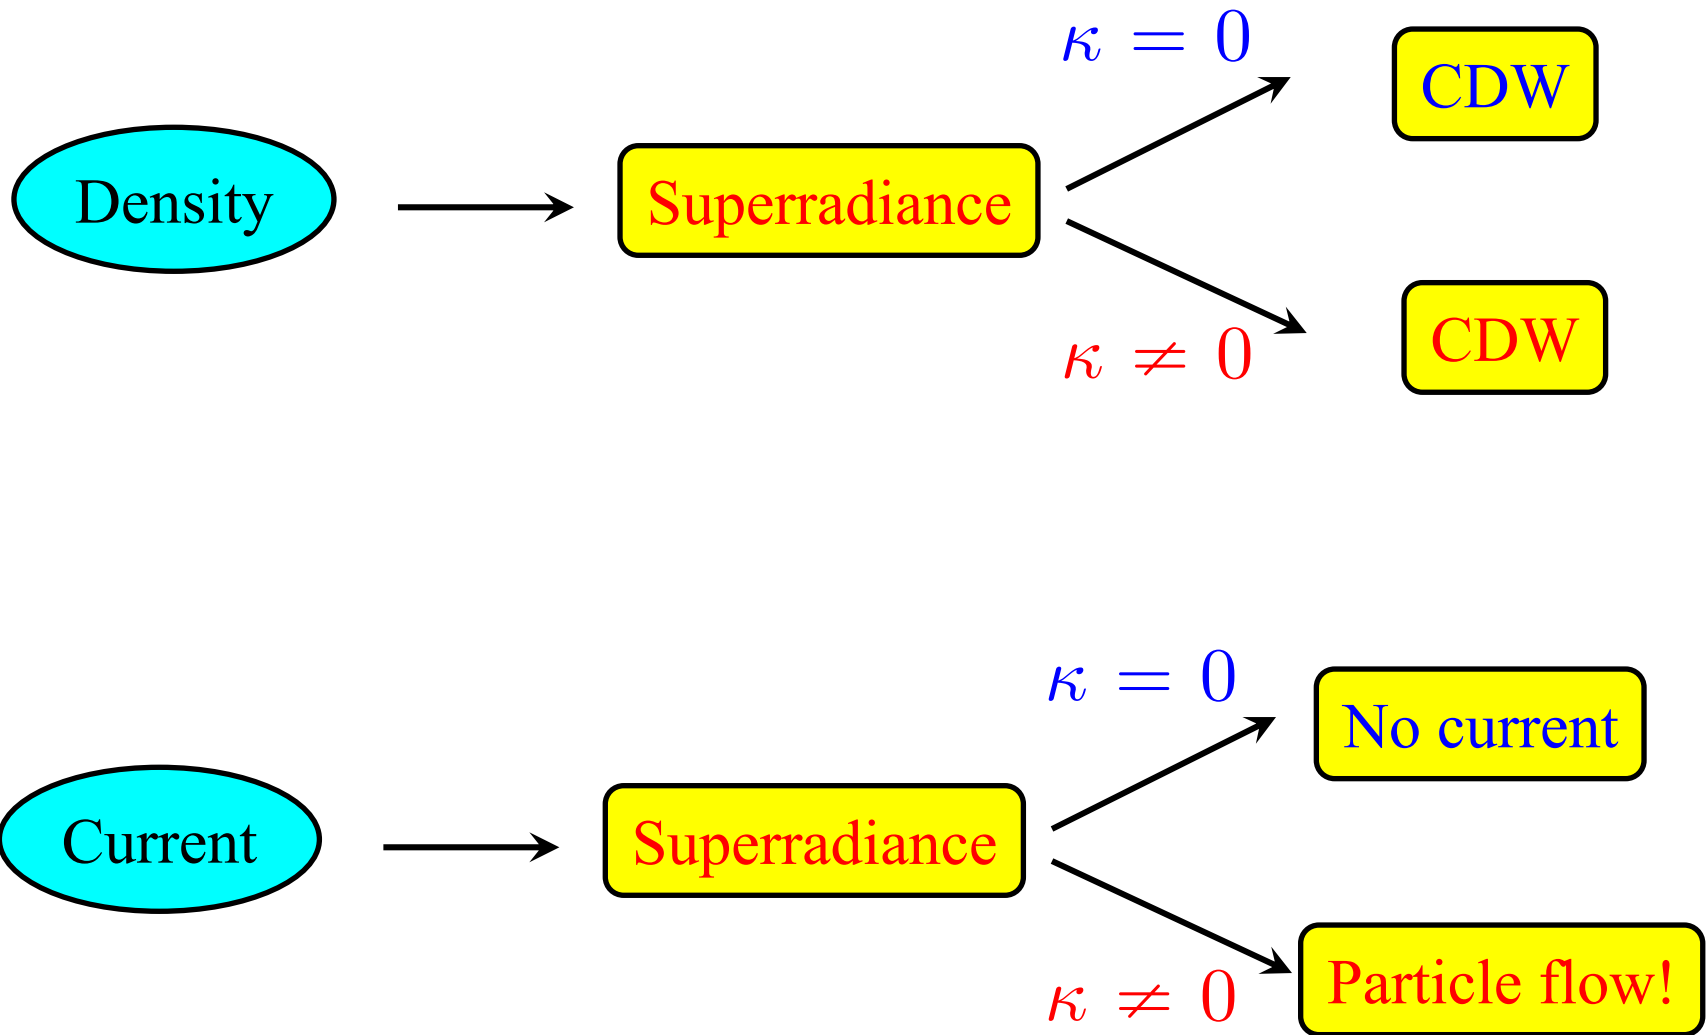 κ = 0
CDW
Density
Superradiance
κ ≠ 0
CDW
κ = 0
No current
Current
Superradiance
κ ≠ 0
Particle flow!